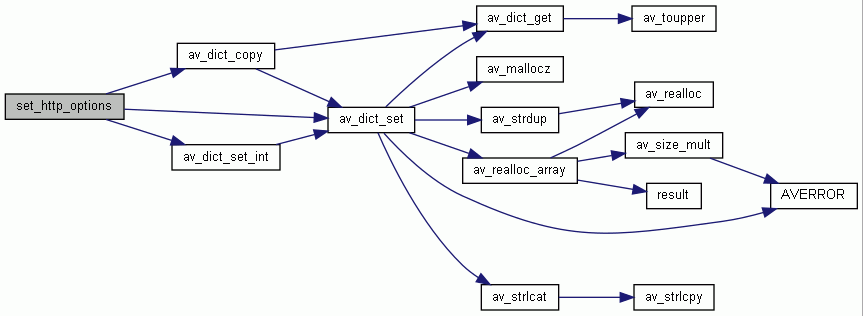 set_http_options
av_dict_copy
av_dict_set_int
av_dict_set
av_dict_get
av_mallocz
av_strdup
av_realloc_array
av_strlcat
av_toupper
av_realloc
av_size_mult
result
av_strlcpy
AVERROR